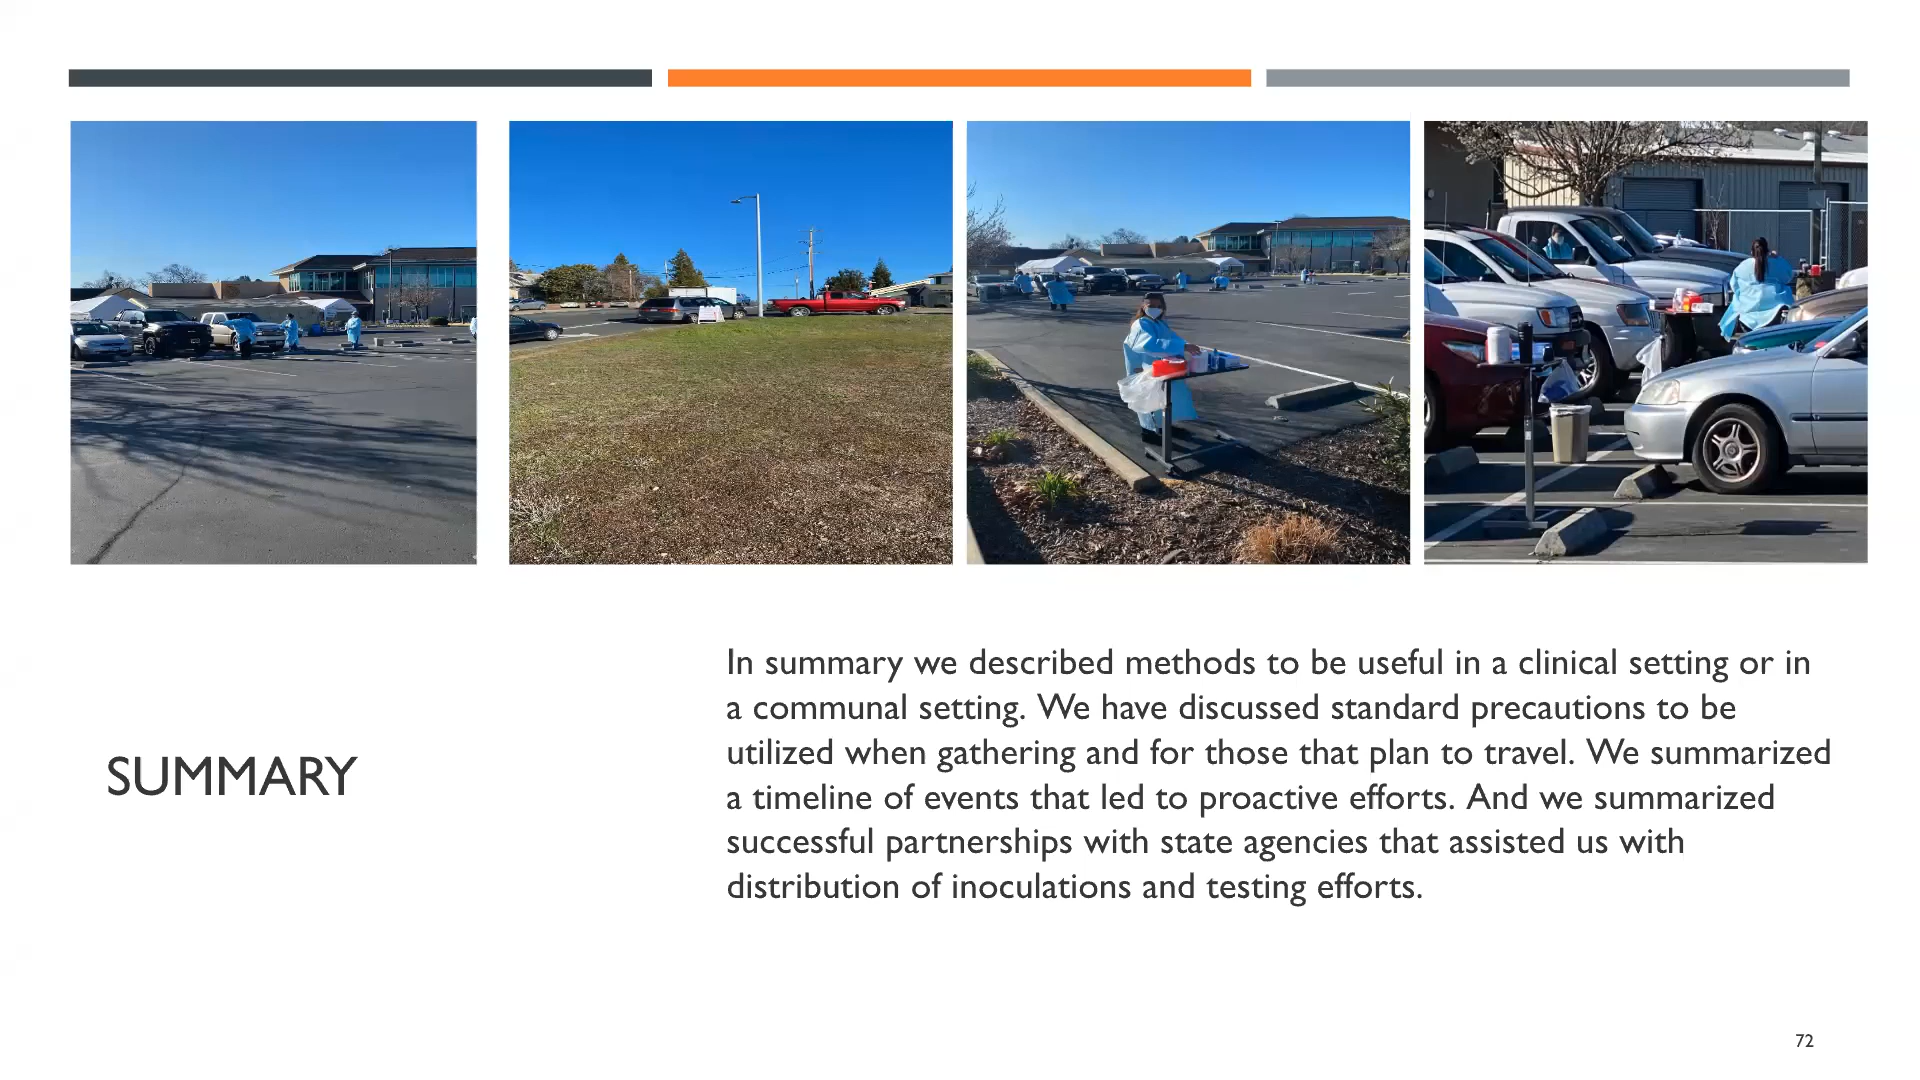 SUMMARY
In summary we described methods to be useful in a clinical setting or in
a communal setting. We have discussed standard precautions to be
utilized when gathering and for those that plan to travel. We summarized
a timeline of events that led to proactive efforts. And we summarized
successful partnerships with state agencies that assisted us with
distribution of inoculations and testing efforts.
72